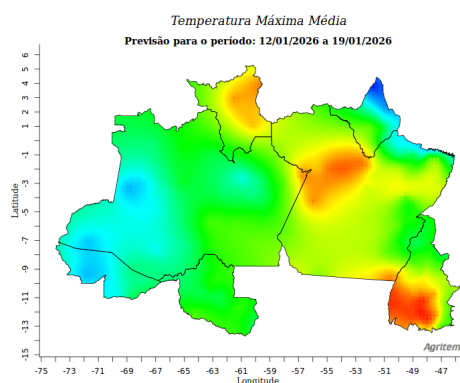 Temperatura Máxima Média
Previsão para o período: 12/01/2026 a 19/01/2026
6
5
4
3
2
1
-1
-3
-5
-7
-9
-11
-13
-15
Latitude
Agritem
-75 -73 -71 -69 -67 -65 -63 -61 -59 -57 -55 -53 -51 -49 -47
Longitude